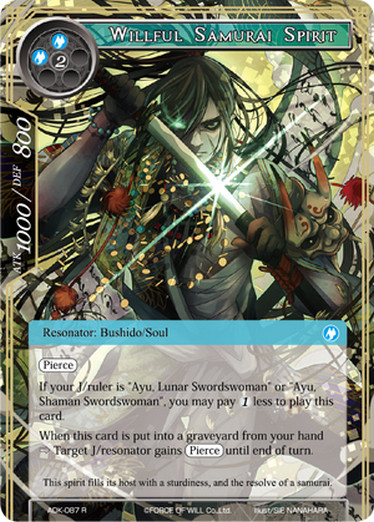 Willful Samurai Spirit
2
ATK 1000 / DEF 800
Resonator: Bushido/Soul
Pierce
If your J/ruler is "Ayu, Lunar Swordswoman" or "Ayu,
Shaman Swordswoman", you may pay 1 less to play this
card.
When this card is put into a graveyard from your hand
⇨ Target J/resonator gains Pierce until end of turn.
This spirit fills its host with a sturdiness, and the resolve of a samurai.
AOK-087 R ©FORCE OF WILL Co.,Ltd. Illust/SIE NANAHARA